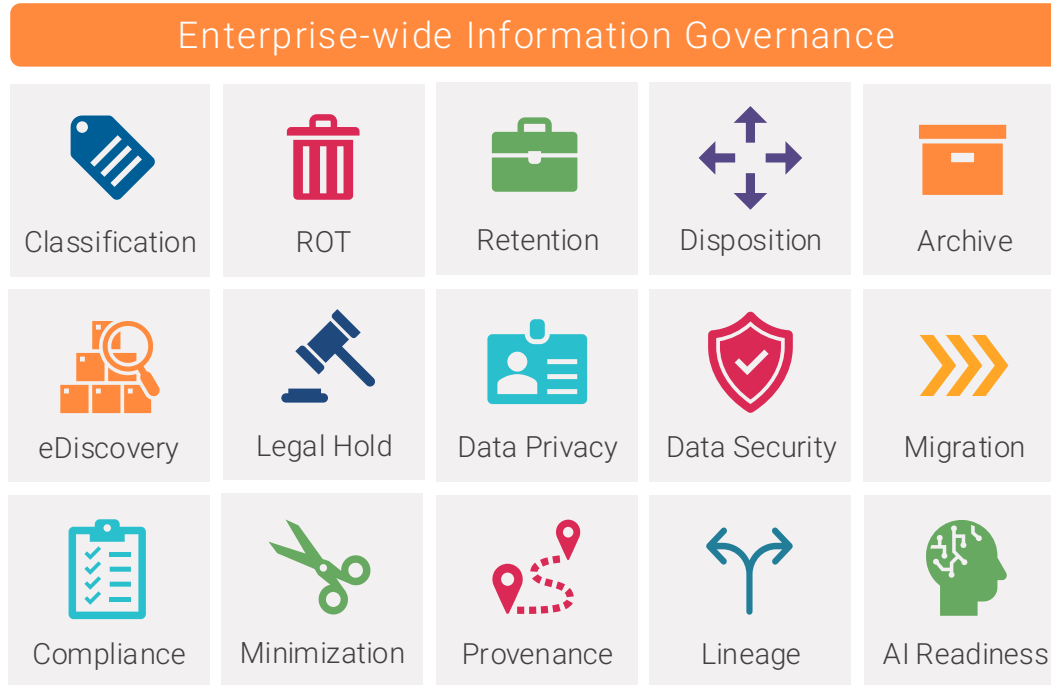 Enterprise-wide Information Governance
Classification
ROT
Retention
Disposition
Archive
eDiscovery
Legal Hold
Data Privacy
Data Security
Migration
Compliance
Minimization
Provenance
Lineage
AI Readiness